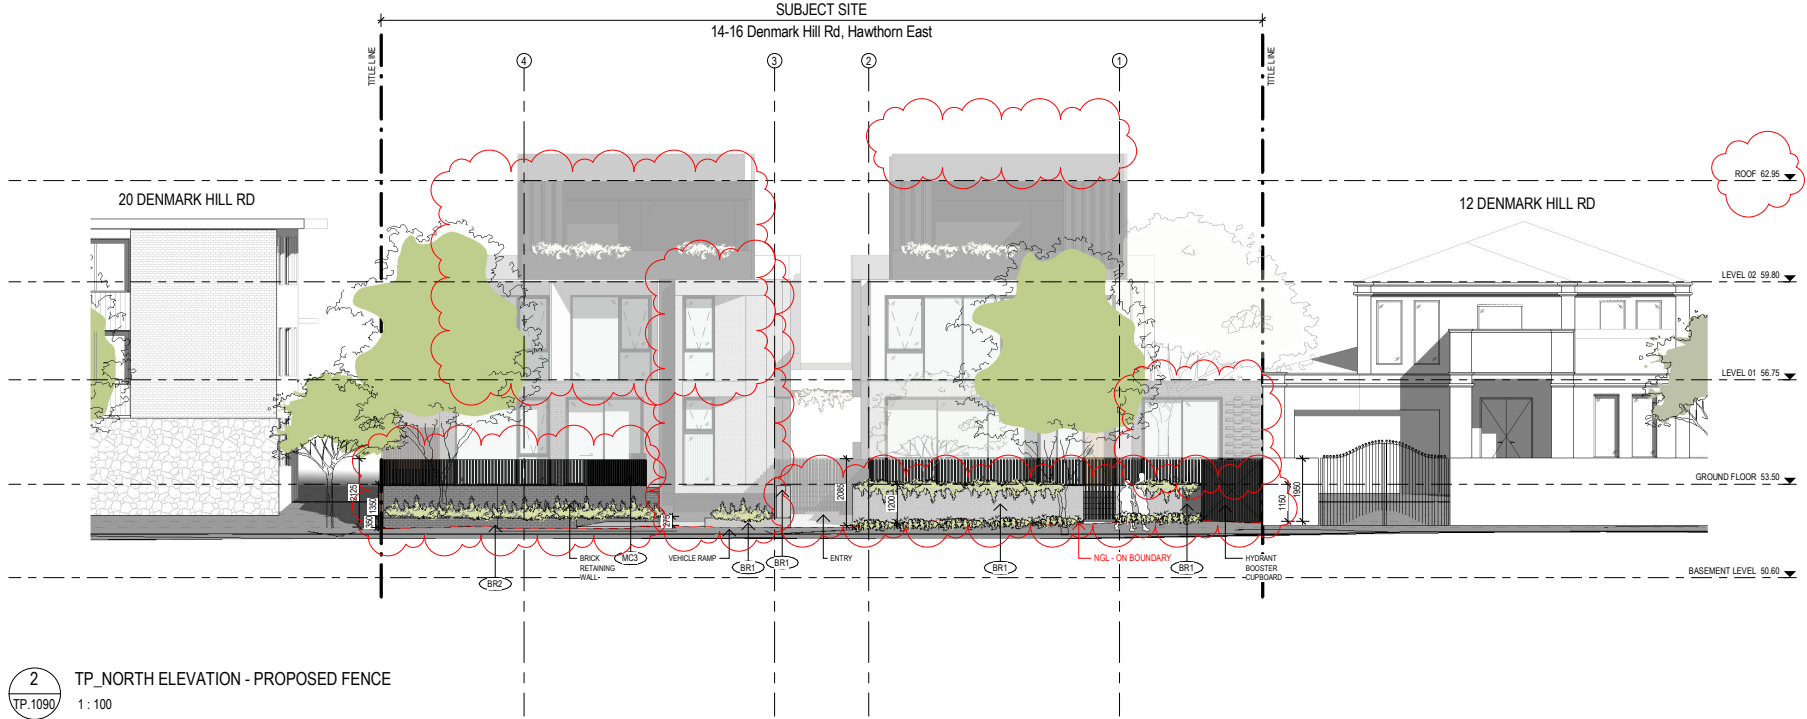 SUBJECT SITE
14-16 Denmark Hill Rd, Hawthorn East
TITLE LINE
TITLE LINE
4
3
2
1
20 DENMARK HILL RD
12 DENMARK HILL RD
ROOF 62.95
LEVEL 02 59.80
LEVEL 01 56.75
GROUND FLOOR 53.50
BASEMENT LEVEL 50.60
3125
1350
350
275
2085
1200
1150
1950
BR2
BRICK
RETAINING
WALL
MC3
VEHICLE RAMP
BR1
BR1
ENTRY
BR1
NGL - ON BOUNDARY
BR1
HYDRANT
BOOSTER
CUPBOARD
2
TP.1090
TP_NORTH ELEVATION - PROPOSED FENCE
1 : 100